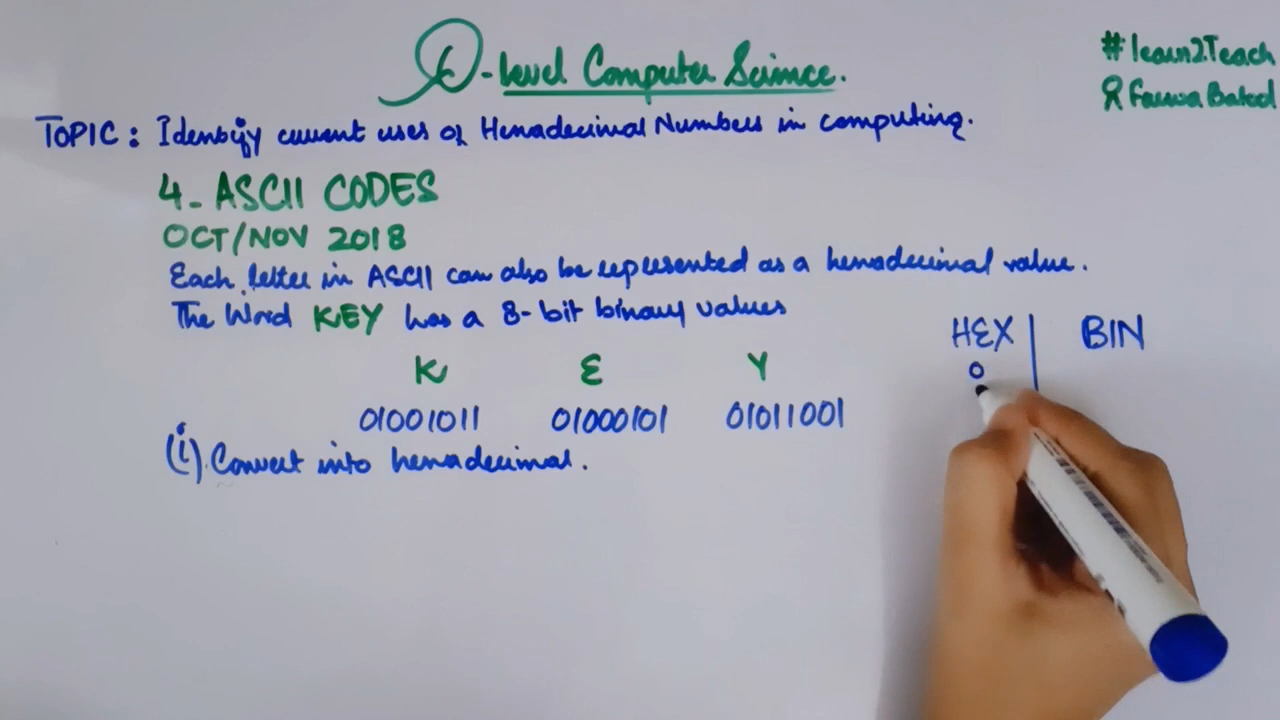 O-level Computer Science.
#learn2Teach
Farwa Batool
TOPIC: Identify current uses of Hexadecimal Numbers in computing.
4- ASCII CODES
OCT/NOV 2018
Each letter in ASCII can also be represented as a hexadecimal value.
The Word KEY has a 8-bit binary values
HEX BIN
K E Y
0
01001011 01000101 01011001
(i). Convert into hexadecimal.